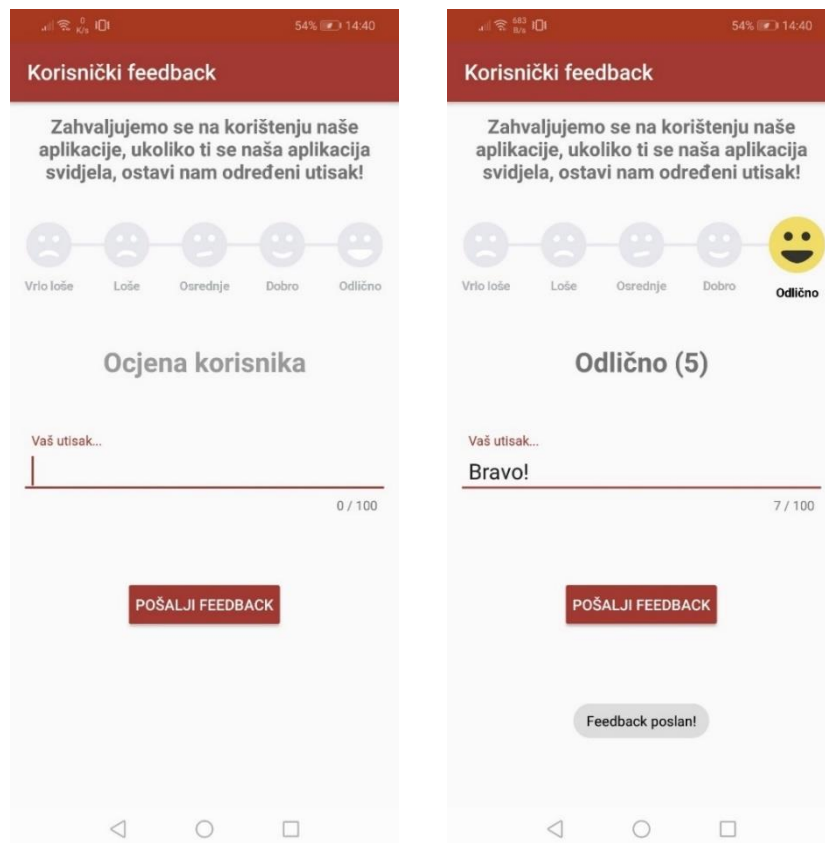 0 K/s 54% 14:40
Korisnički feedback
Zahvaljujemo se na korištenju naše
aplikacije, ukoliko ti se naša aplikacija
svidjela, ostavi nam određeni utisak!
Vrlo loše Loše Osrednje Dobro Odlično
Ocjena korisnika
Vaš utisak...
0 / 100
POŠALJI FEEDBACK
683 B/s 54% 14:40
Korisnički feedback
Zahvaljujemo se na korištenju naše
aplikacije, ukoliko ti se naša aplikacija
svidjela, ostavi nam određeni utisak!
Vrlo loše Loše Osrednje Dobro Odlično
Odlično (5)
Vaš utisak...
Bravo!
7 / 100
POŠALJI FEEDBACK
Feedback poslan!